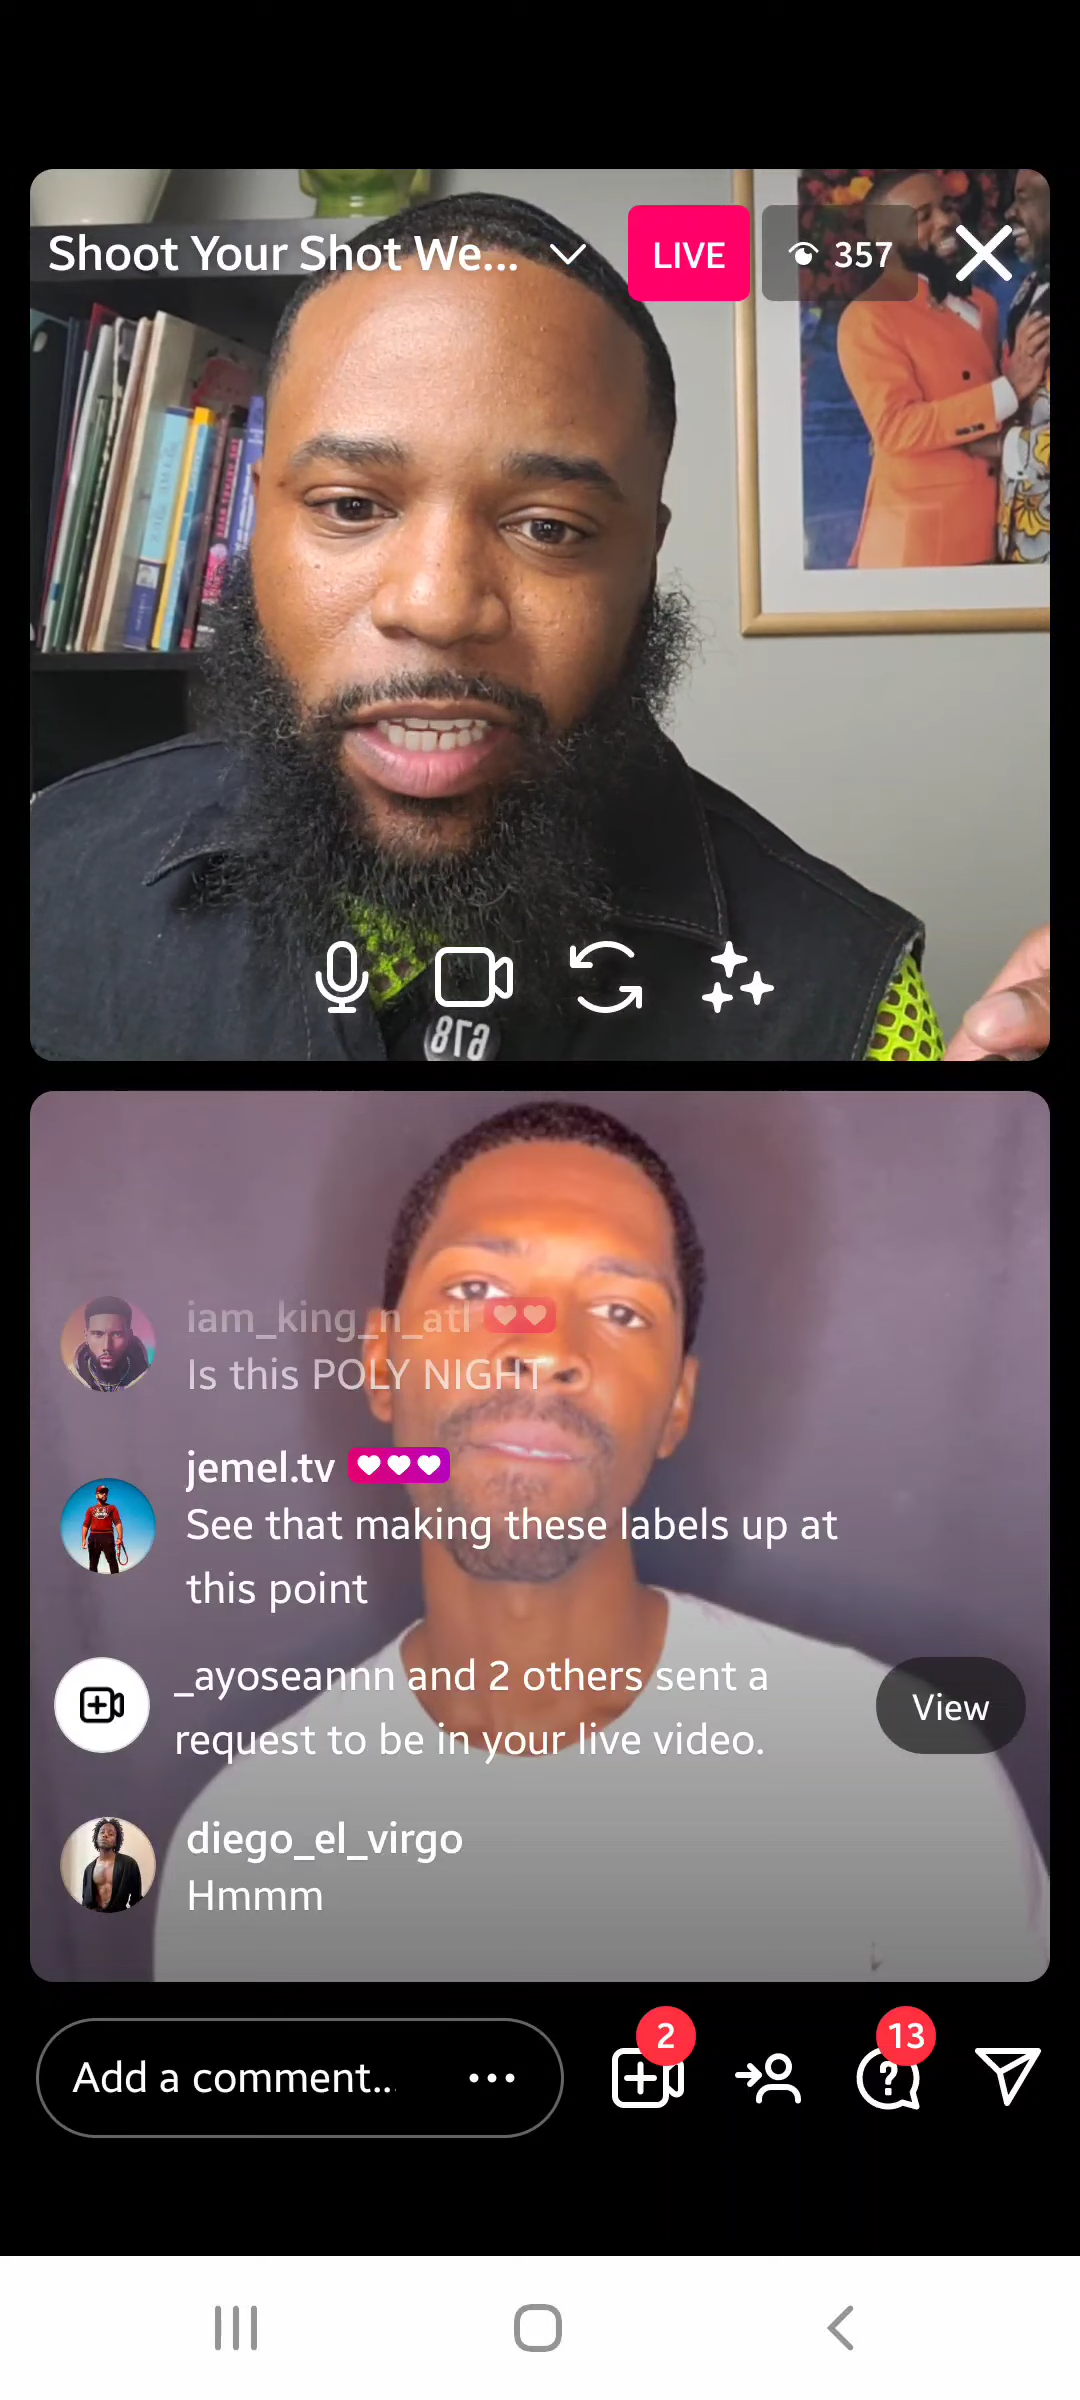 Shoot Your Shot We...
LIVE
357
678
iam_king_n_atl
Is this POLY NIGHT
jemel.tv
See that making these labels up at
this point
_ayoseannn and 2 others sent a
request to be in your live video.
View
diego_el_virgo
Hmmm
Add a comment...
2
13